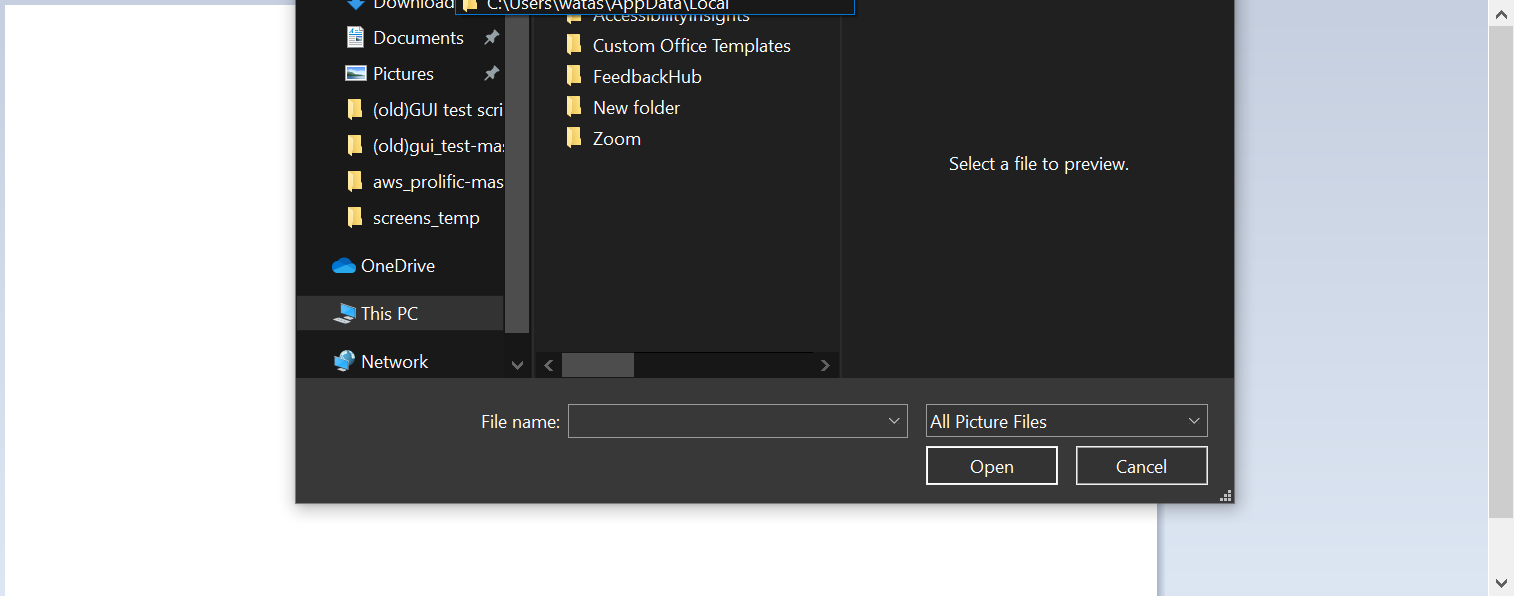 Download
C:\Users\watas\AppData\Local
AccessibilityInsights
Documents
Custom Office Templates
Pictures
FeedbackHub
(old)GUI test scri
New folder
(old)gui_test-mas
Zoom
Select a file to preview.
aws_prolific-mas
screens_temp
OneDrive
This PC
Network
File name:
All Picture Files
Open
Cancel